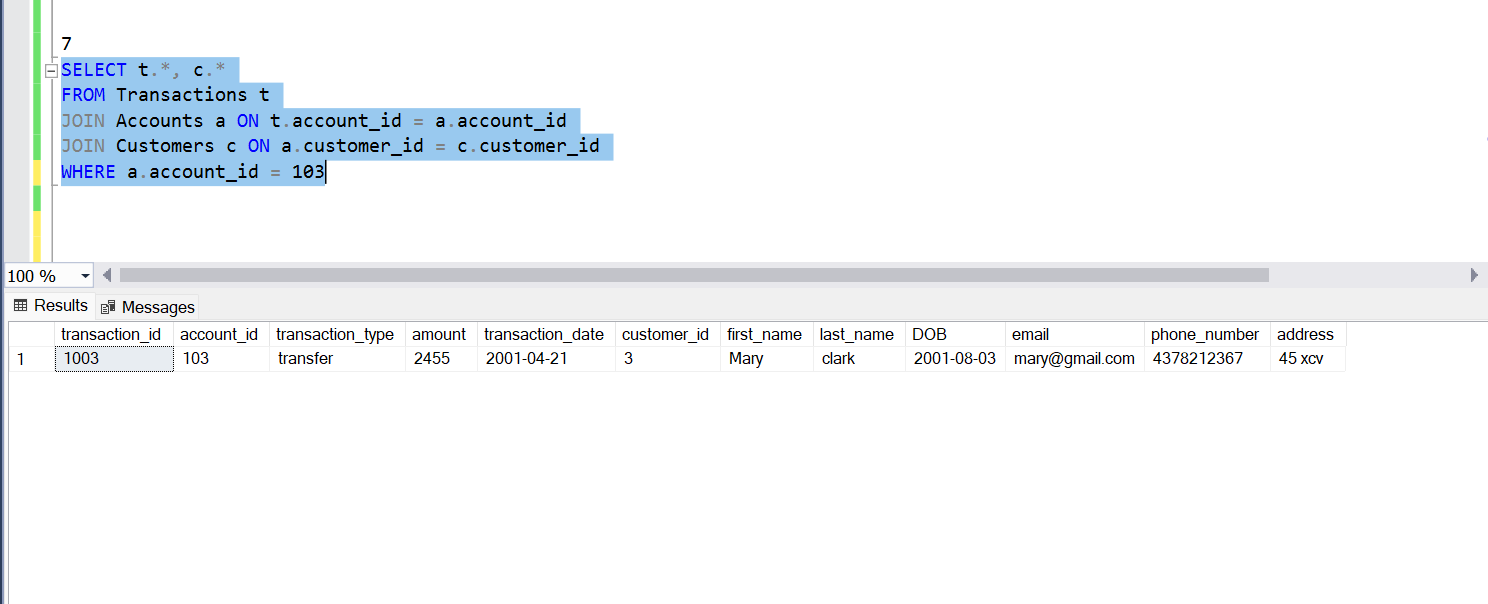 7
SELECT t.*, c.*
FROM Transactions t
JOIN Accounts a ON t.account_id = a.account_id
JOIN Customers c ON a.customer_id = c.customer_id
WHERE a.account_id = 103
100 %
Results Messages
transaction_id account_id transaction_type amount transaction_date customer_id first_name last_name DOB email phone_number address
1 1003 103 transfer 2455 2001-04-21 3 Mary clark 2001-08-03 mary@gmail.com 4378212367 45 xcv